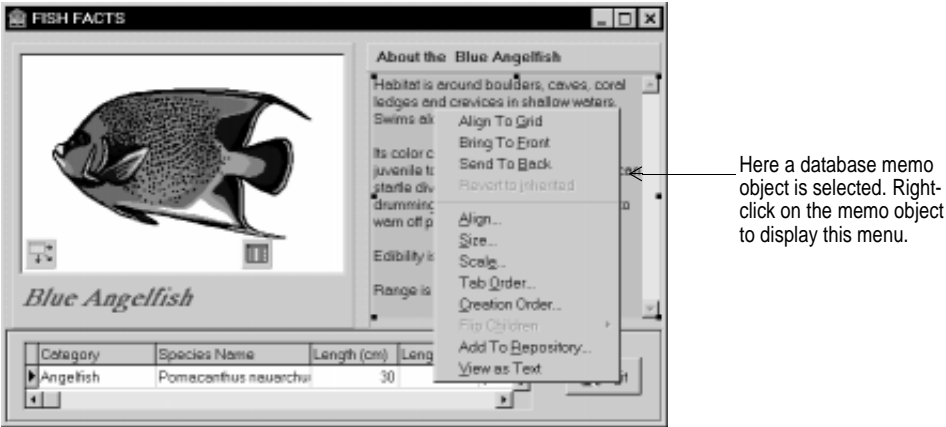 FISH FACTS
About the Blue Angelfish
Habitat is around boulders, caves, coral
ledges and crevices in shallow waters.
Swims
Its color
juvenile
startle
drumming
warn off
Edibility is
Range is
Align To Grid
Bring To Front
Send To Back
Revert to Inherited
Align...
Size...
Scale...
Tab Order...
Creation Order...
Flip Children
Add To Repository...
View as Text
Here a database memo
object is selected. Right-
click on the memo object
to display this menu.
Blue Angelfish
Category Species Name Length (cm) Leng
Angelfish Pomacanthus nauarchu 30